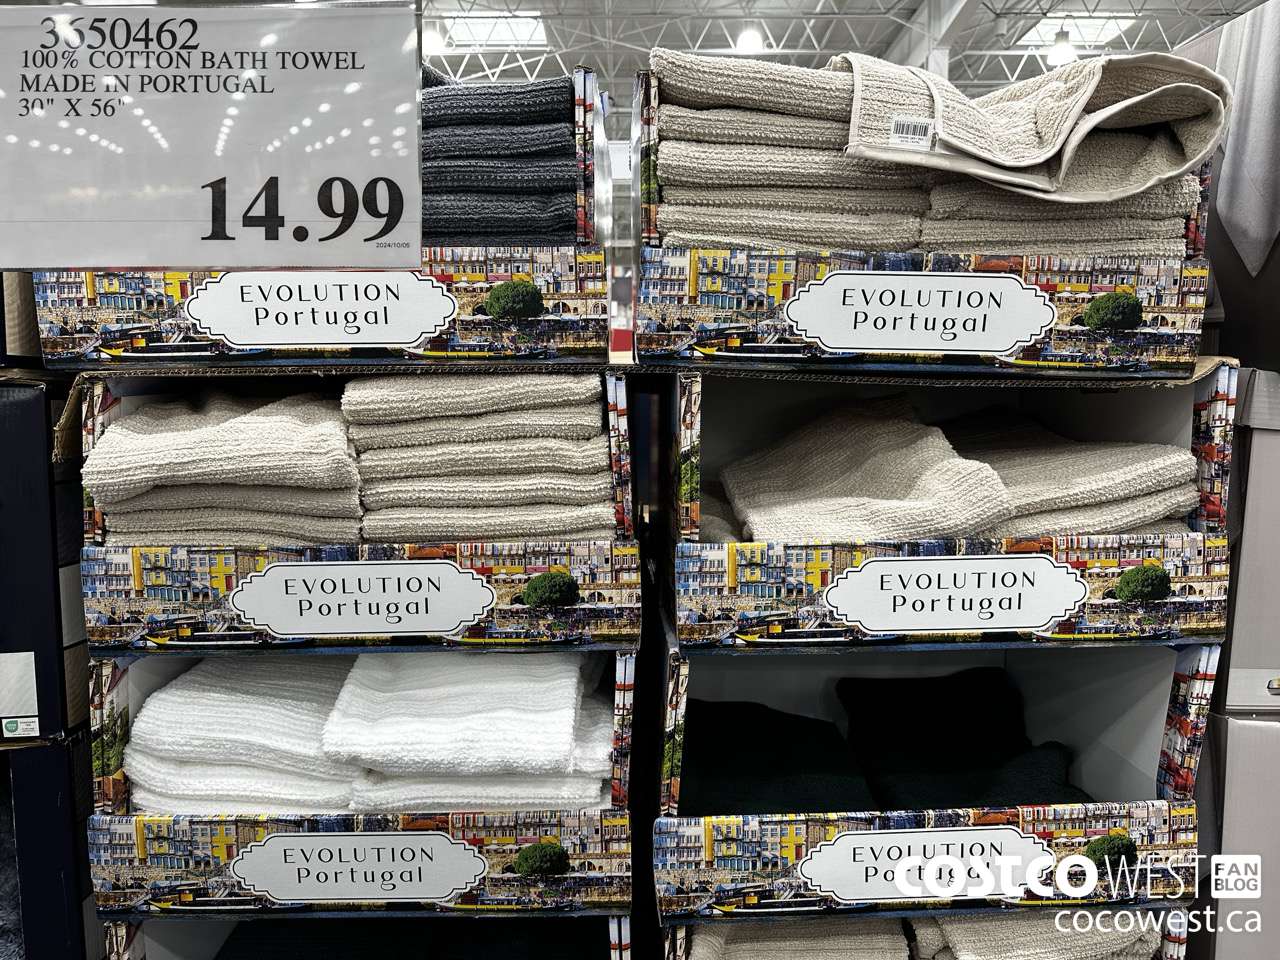 3650462
100% COTTON BATH TOWEL
MADE IN PORTUGAL
30" X 56"
14.99
2024/10/05
EVOLUTION
Portugal
EVOLUTION
Portugal
EVOLUTION
Portugal
EVOLUTION
Portugal
EVOLUTION
Portugal
EVOLUTION
Portugal
COSTCO WEST FAN BLOG
cocowest.ca